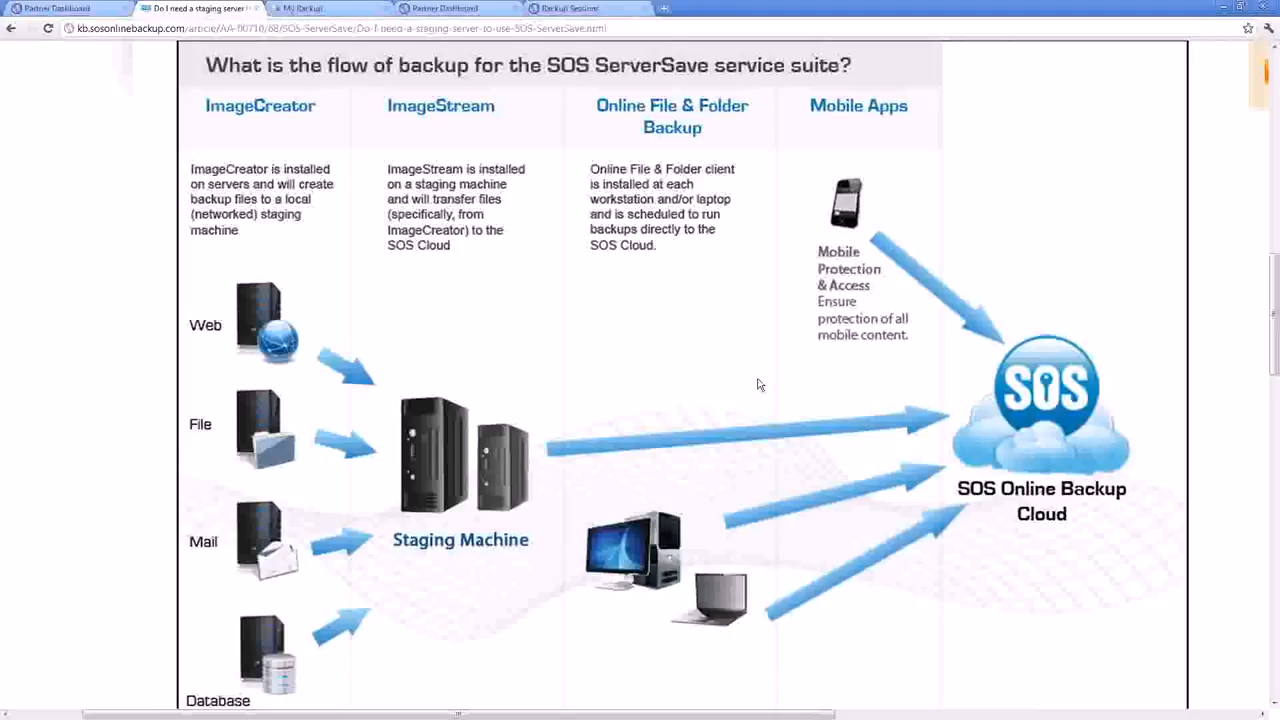 Partner Dashboard
Do I need a staging server
My Backup
Partner Dashboard
Backup Sessions
kb.sosonlinebackup.com/article/AA-00710/68/SOS-ServerSave/Do-I-need-a-staging-server-to-use-SOS-ServerSave.html
What is the flow of backup for the SOS ServerSave service suite?
ImageCreator
ImageCreator is installed
on servers and will create
backup files to a local
(networked) staging
machine
ImageStream
ImageStream is installed
on a staging machine
and will transfer files
(specifically, from
ImageCreator) to the
SOS Cloud
Online File & Folder
Backup
Online File & Folder client
is installed at each
workstation and/or laptop
and is scheduled to run
backups directly to the
SOS Cloud.
Mobile Apps
Mobile
Protection
& Access
Ensure
protection of all
mobile content.
Web
File
Mail
Database
Staging Machine
SOS
SOS Online Backup
Cloud